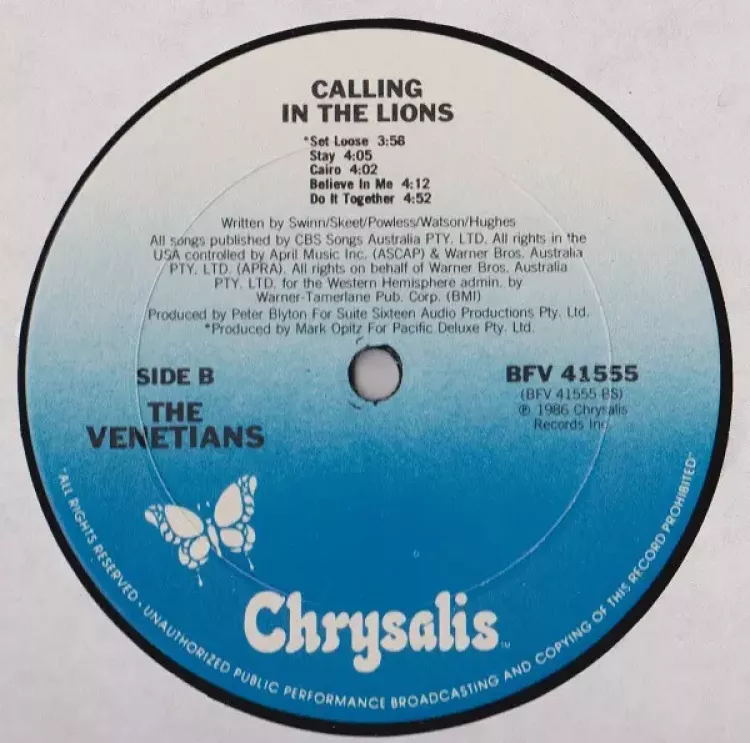 CALLING
IN THE LIONS
*Set Loose 3:56
Stay 4:05
Cairo 4:02
Believe In Me 4:12
Do It Together 4:52
Written by Swinn/Skeet/Powless/Watson/Hughes
All songs published by CBS Songs Australia PTY. LTD. All rights in the
USA controlled by April Music Inc. (ASCAP) & Warner Bros. Australia
PTY. LTD. (APRA). All rights on behalf of Warner Bros. Australia
PTY. LTD. for the Western Hemisphere admin. by
Warner-Tamerlane Pub. Corp. (BMI)
Produced by Peter Blyton For Suite Sixteen Audio Productions Pty. Ltd.
*Produced by Mark Opitz For Pacific Deluxe Pty. Ltd.
SIDE B
THE
VENETIANS
BFV 41555
(BFV 41555 BS)
℗ 1986 Chrysalis
Records Inc.
Chrysalis™
"ALL RIGHTS RESERVED · UNAUTHORIZED PUBLIC PERFORMANCE BROADCASTING AND COPYING OF THIS RECORD PROHIBITED"